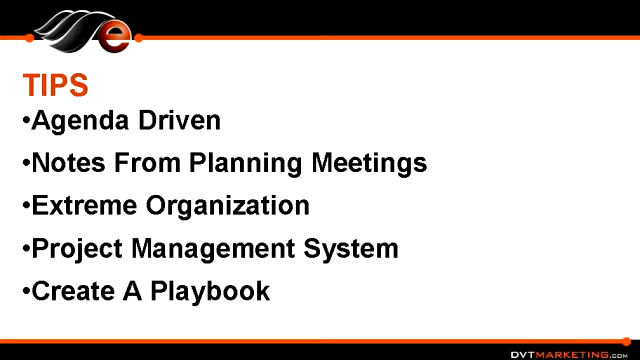 e
TIPS
•Agenda Driven
•Notes From Planning Meetings
•Extreme Organization
•Project Management System
•Create A Playbook
DVTMARKETING.COM